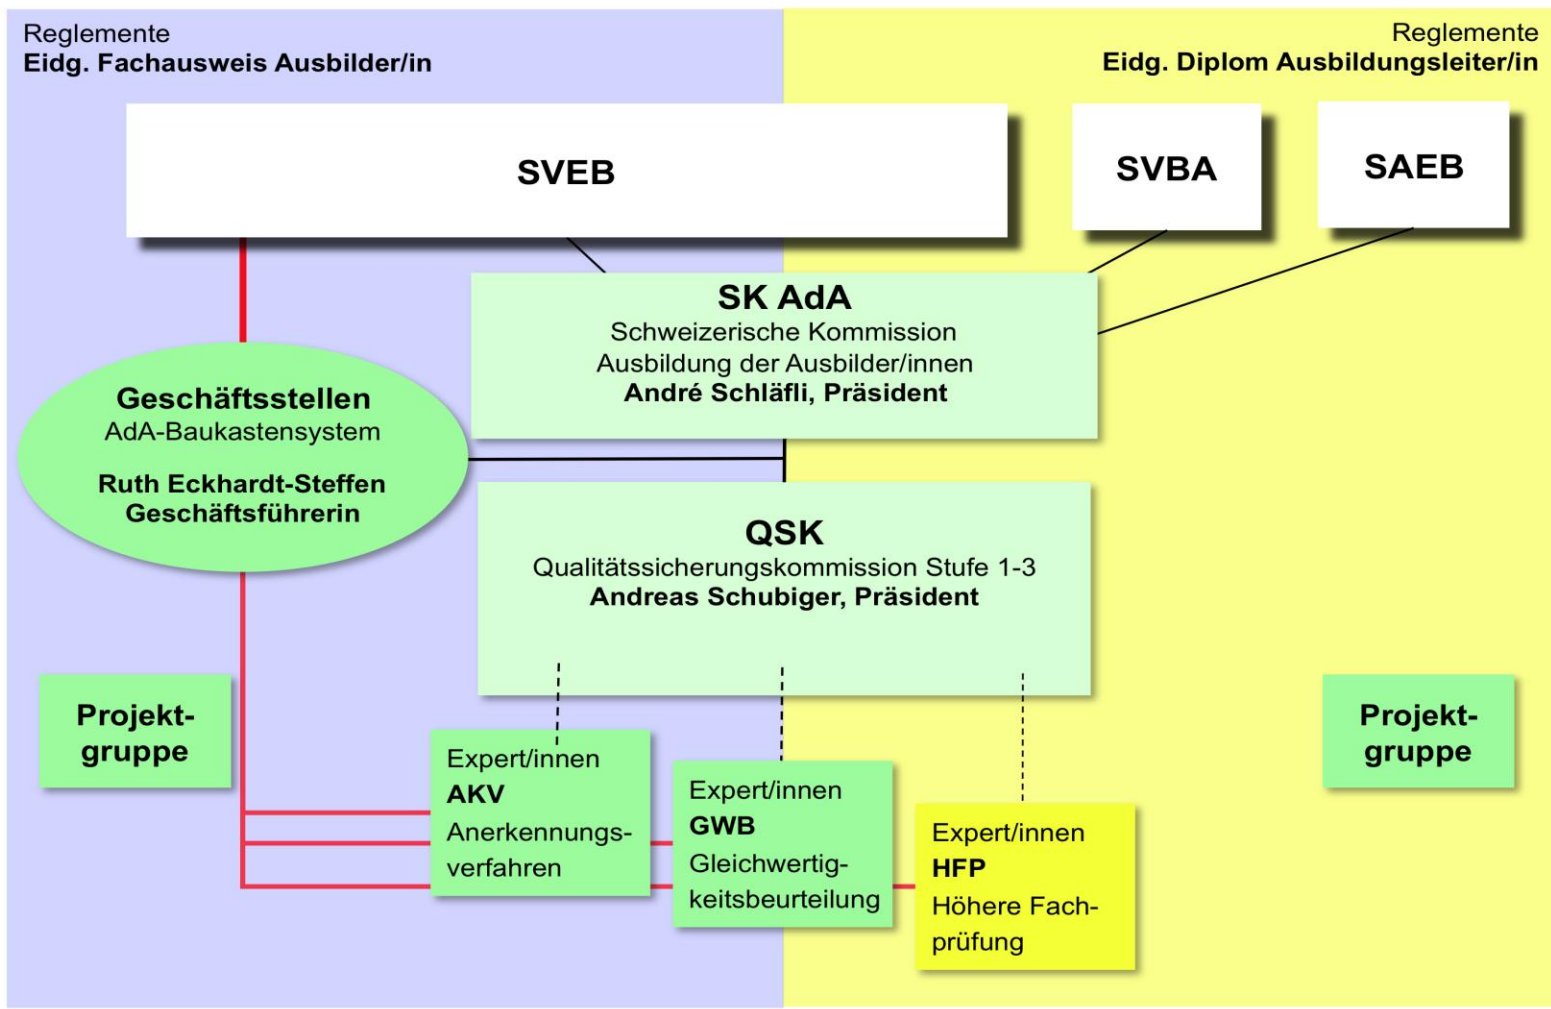 Reglemente
Eidg. Fachausweis Ausbilder/in
Reglemente
Eidg. Diplom Ausbildungsleiter/in
SVEB
SVBA
SAEB
SK AdA
Schweizerische Kommission
Ausbildung der Ausbilder/innen
André Schläfli, Präsident
Geschäftsstellen
AdA-Baukastensystem
Ruth Eckhardt-Steffen
Geschäftsführerin
QSK
Qualitätssicherungskommission Stufe 1-3
Andreas Schubiger, Präsident
Projekt-
gruppe
Expert/innen
AKV
Anerkennungs-
verfahren
Expert/innen
GWB
Gleichwertig-
keitsbeurteilung
Expert/innen
HFP
Höhere Fach-
prüfung
Projekt-
gruppe